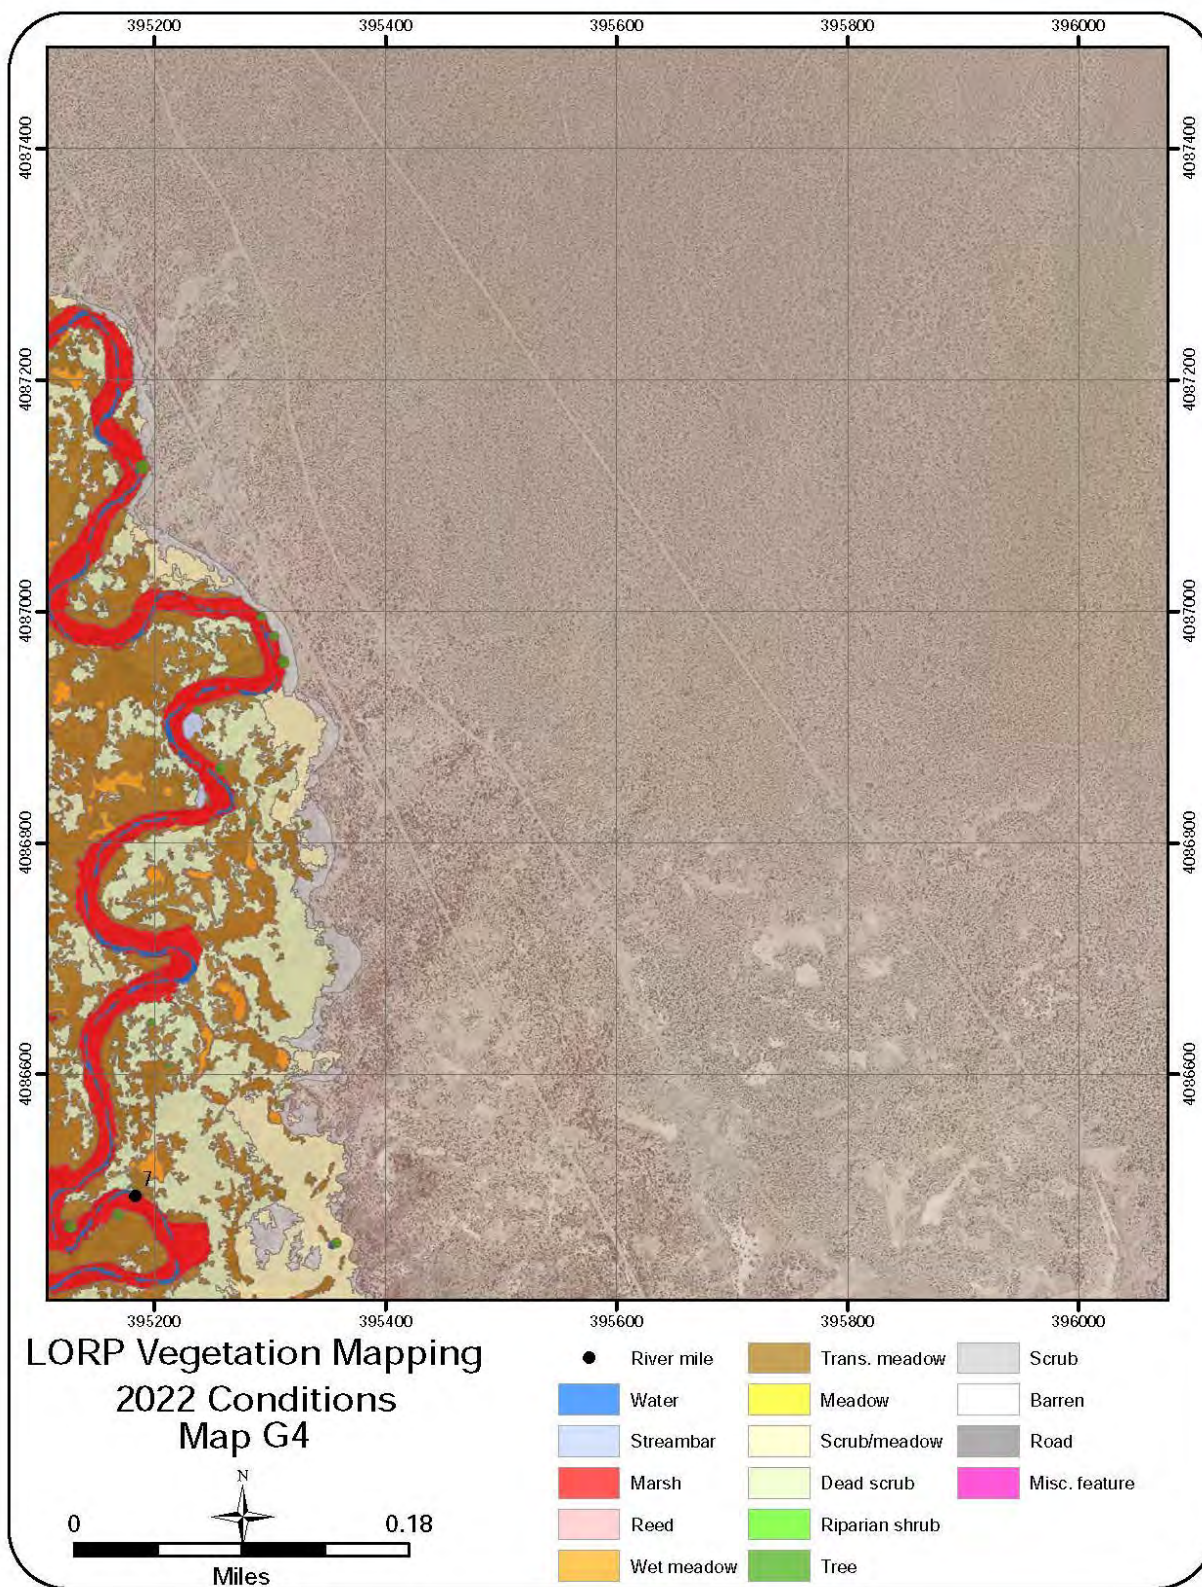 395200 395400 395600 395800 396000
4087400 4087400
4087200 4087200
4087000 4087000
4086800 4086800
4086600 4086600
7
395200 395400 395600 395800 396000
LORP Vegetation Mapping
2022 Conditions
Map G4
N
0 0.18
Miles
River mile
Water
Streambar
Marsh
Reed
Wet meadow
Trans. meadow
Meadow
Scrub/meadow
Dead scrub
Riparian shrub
Tree
Scrub
Barren
Road
Misc. feature